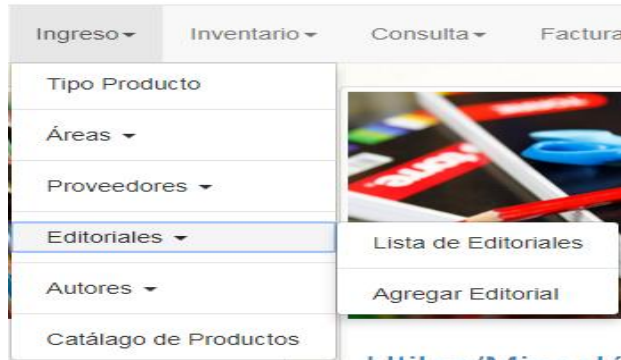 Ingreso Inventario Consulta Factura
Tipo Producto
Áreas
Proveedores
Editoriales
Lista de Editoriales
Autores
Agregar Editorial
Catálago de Productos